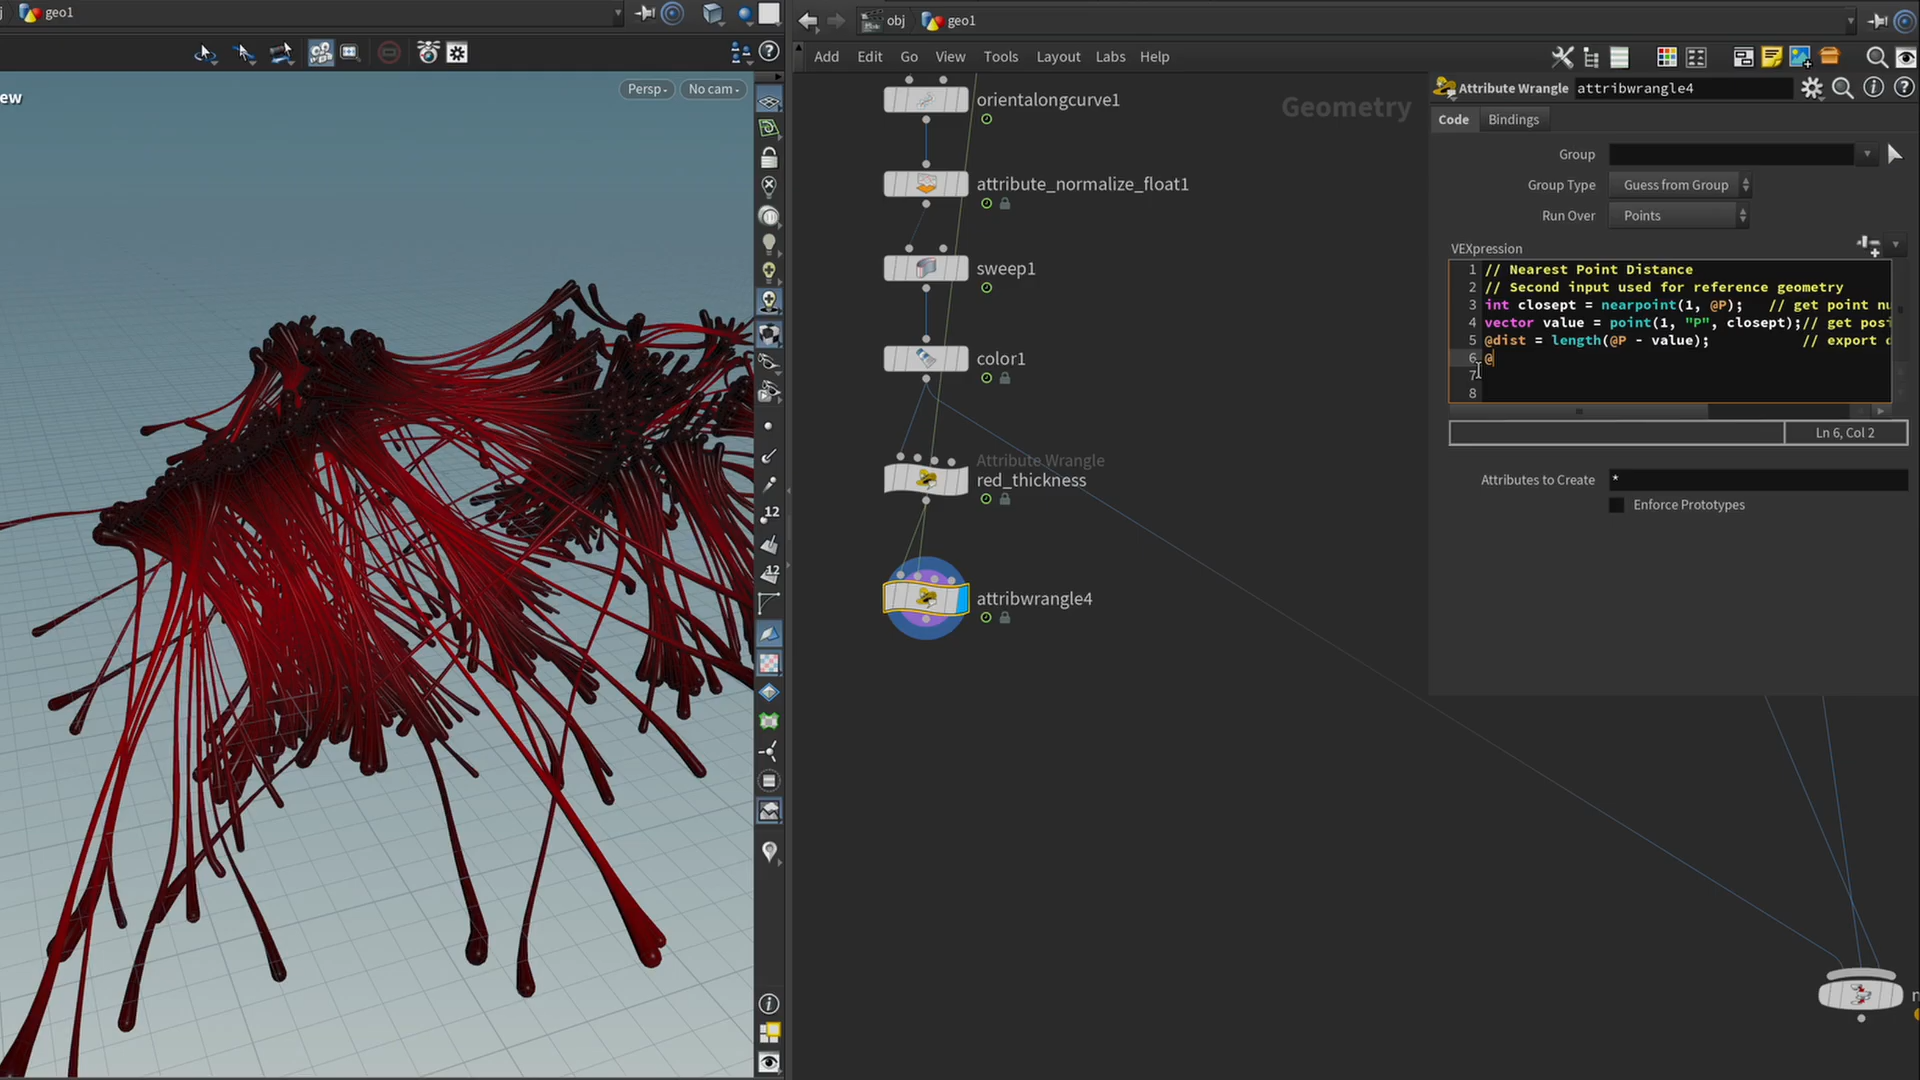 geo1
ew
Persp
No cam
12
12
obj
geo1
Add Edit Go View Tools Layout Labs Help
Geometry
orientalongcurve1
attribute_normalize_float1
sweep1
color1
Attribute Wrangle
red_thickness
attribwrangle4
Attribute Wrangle attribwrangle4
Code Bindings
Group
Group Type Guess from Group
Run Over Points
VEXpression
1 // Nearest Point Distance
2 // Second input used for reference geometry
3 int closept = nearpoint(1, @P); // get point nu
4 vector value = point(1, "P", closept);// get posi
5 @dist = length(@P - value); // export
6 @
7
8
Ln 6, Col 2
Attributes to Create *
Enforce Prototypes